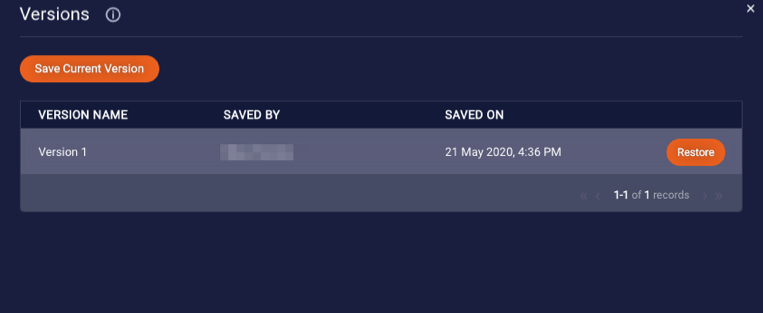 Versions
Save Current Version
VERSION NAME SAVED BY SAVED ON
Version 1 21 May 2020, 4:36 PM Restore
« ‹ 1-1 of 1 records › »